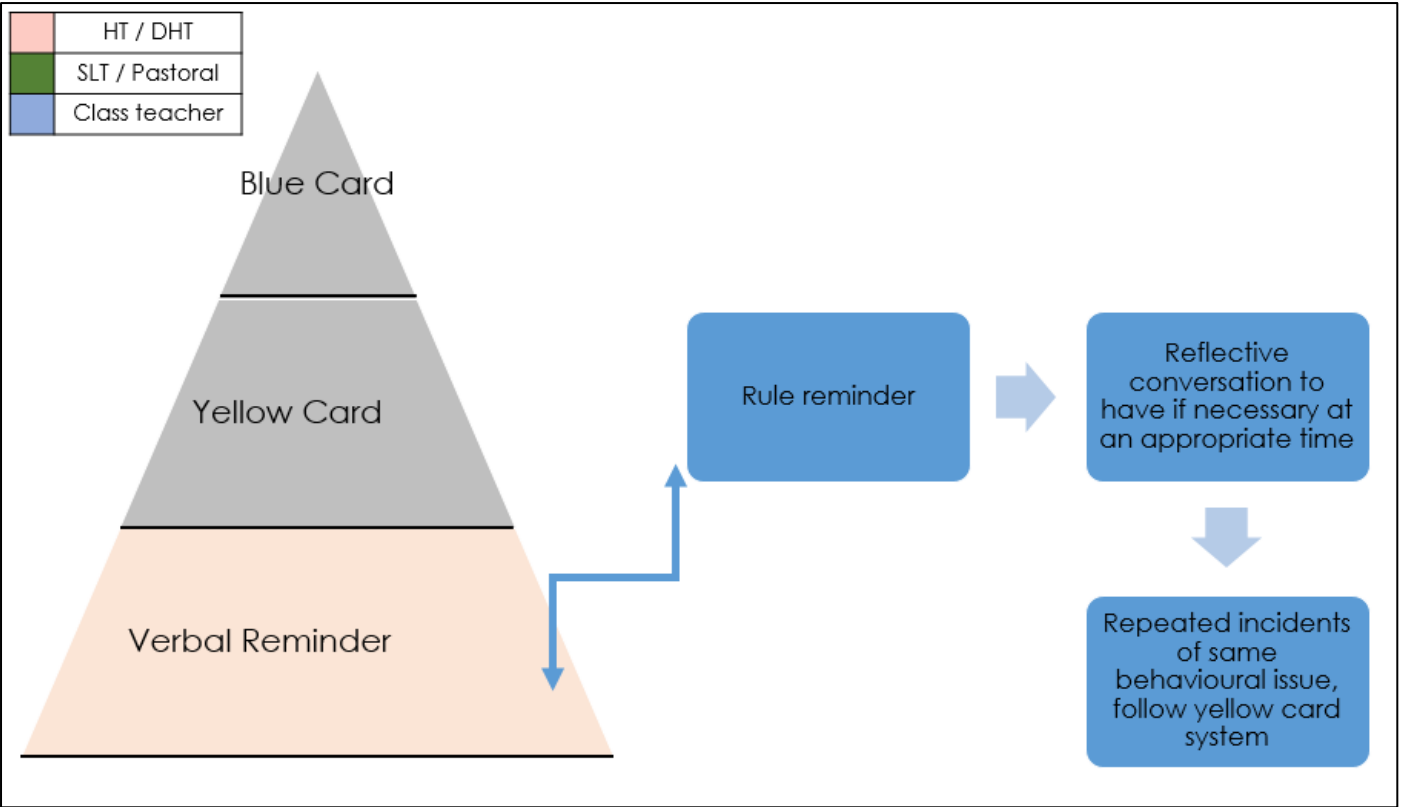 HT / DHT
SLT / Pastoral
Class teacher
Blue Card
Yellow Card
Verbal Reminder
Rule reminder
Reflective
conversation to
have if necessary at
an appropriate time
Repeated incidents
of same
behavioural issue,
follow yellow card
system